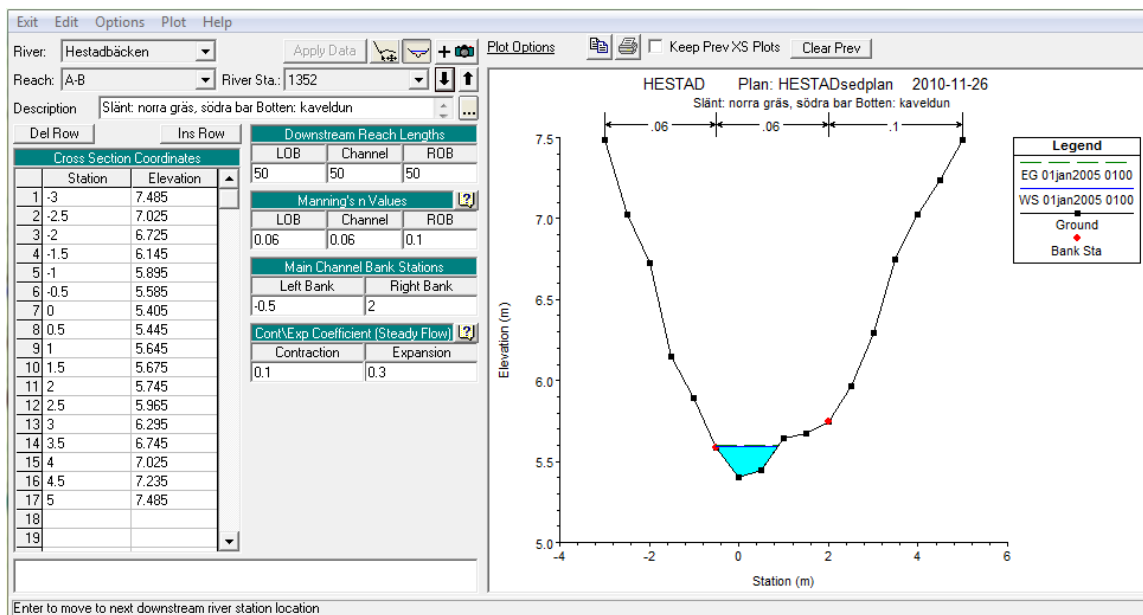 Exit Edit Options Plot Help
River: Hestadbäcken Apply Data + Plot Options Keep Prev XS Plots Clear Prev
Reach: A-B River Sta.: 1352
Description Slänt: norra gräs, södra bar Botten: kaveldun ...
Del Row Ins Row
Cross Section Coordinates
Station Elevation
1 -3 7.485
2 -2.5 7.025
3 -2 6.725
4 -1.5 6.145
5 -1 5.895
6 -0.5 5.585
7 0 5.405
8 0.5 5.445
9 1 5.645
10 1.5 5.675
11 2 5.745
12 2.5 5.965
13 3 6.295
14 3.5 6.745
15 4 7.025
16 4.5 7.235
17 5 7.485
18
19
Downstream Reach Lengths
LOB Channel ROB
50 50 50
Manning's n Values ?
LOB Channel ROB
0.06 0.06 0.1
Main Channel Bank Stations
Left Bank Right Bank
-0.5 2
Cont\Exp Coefficient (Steady Flow) ?
Contraction Expansion
0.1 0.3
HESTAD Plan: HESTADsedplan 2010-11-26
Slänt: norra gräs, södra bar Botten: kaveldun
.06 .06 .1
7.5
7.0
6.5
6.0
5.5
5.0
Elevation (m)
-4 -2 0 2 4 6
Station (m)
Legend
EG 01jan2005 0100
WS 01jan2005 0100
Ground
Bank Sta
Enter to move to next downstream river station location